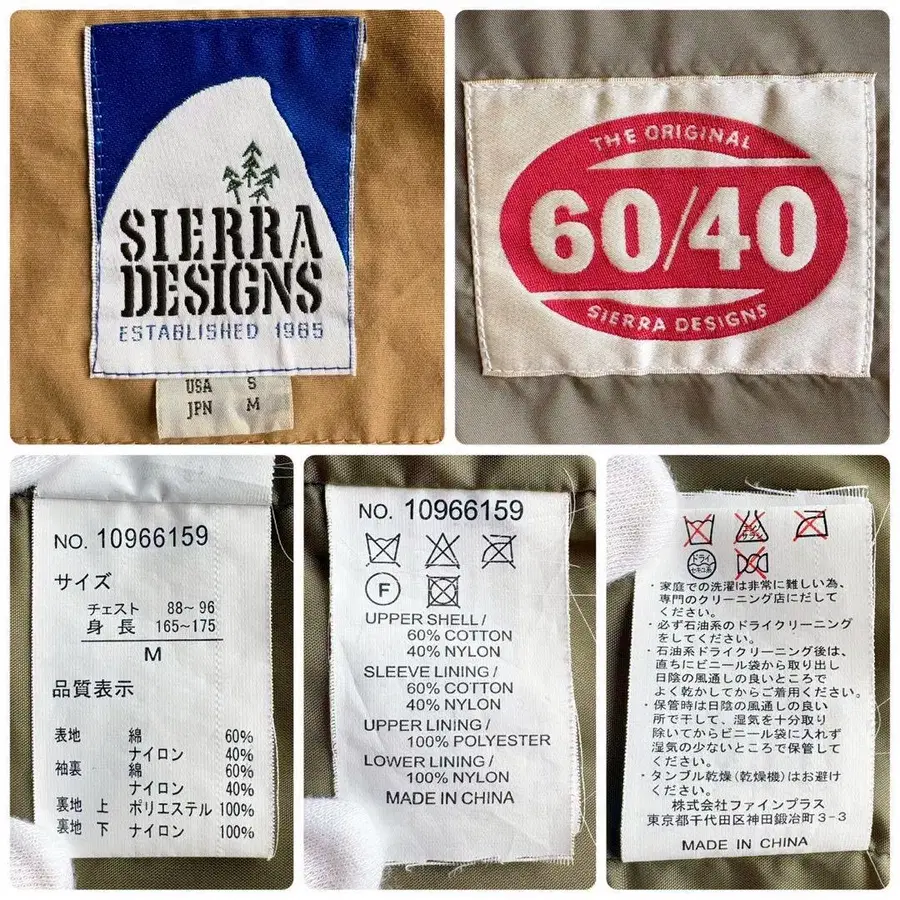 SIERRA
DESIGNS
ESTABLISHED 1965
USA S
JPN M
THE ORIGINAL
60/40
SIERRA DESIGNS
NO. 10966159
サイズ
チェスト 88~96
身長 165~175
M
品質表示
表地 綿 60%
ナイロン 40%
袖裏 綿 60%
ナイロン 40%
裏地 上 ポリエステル 100%
裏地 下 ナイロン 100%
NO. 10966159
F
UPPER SHELL/
60% COTTON
40% NYLON
SLEEVE LINING/
60% COTTON
40% NYLON
UPPER LINING/
100% POLYESTER
LOWER LINING/
100% NYLON
MADE IN CHINA
エンソ
サラシ
ドライ
セキユ系
・家庭での洗濯は非常に難しい為、
専門のクリーニング店にだして
ください。
・必ず石油系のドライクリーニング
をしてください。
・石油系ドライクリーニング後は、
直ちにビニール袋から取り出し
日陰の風通しの良いところで
よく乾かしてからご着用ください。
・保管時は日陰の風通しの良い
所で干して、湿気を十分取り
除いてからビニール袋に入れず
湿気の少ないところで保管して
ください。
・タンブル乾燥(乾燥機)はお避け
ください。
株式会社ファインプラス
東京都千代田区神田鍛冶町3-3
MADE IN CHINA